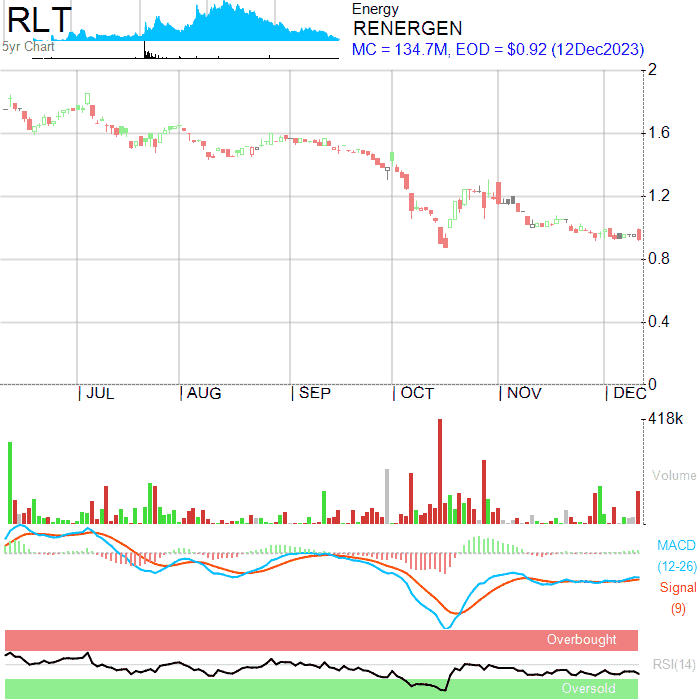 RLT
5yr Chart
Energy
RENERGEN
MC = 134.7M, EOD = $0.92 (12Dec2023)
2
1.6
1.2
0.8
0.4
0
JUL AUG SEP OCT NOV DEC
418k
Volume
MACD
(12-26)
Signal
(9)
Overbought
RSI(14)
Oversold